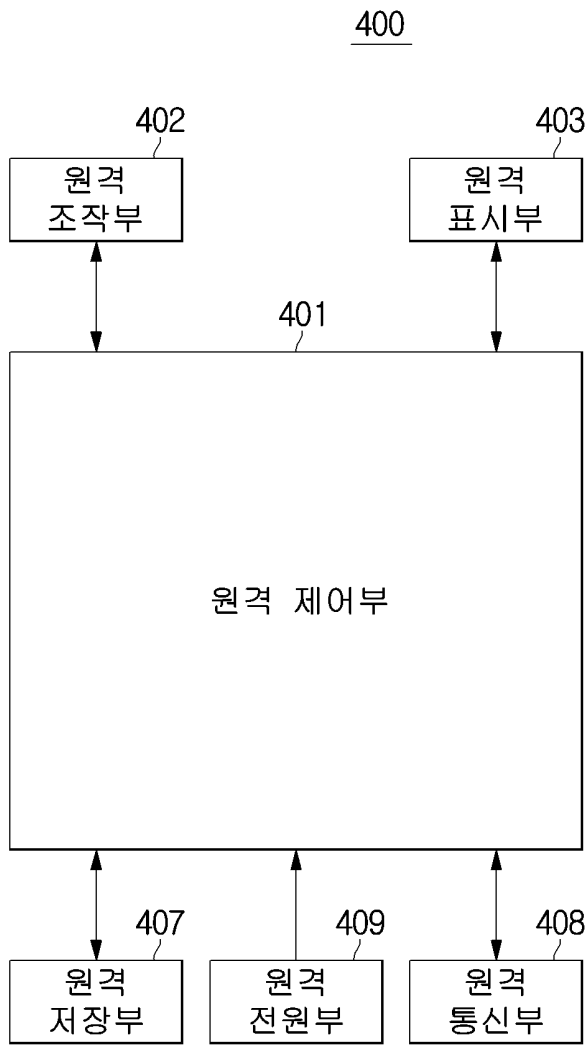 400
402
403
원격
조작부
원격
표시부
401
원격 제어부
407
409
408
원격
저장부
원격
전원부
원격
통신부